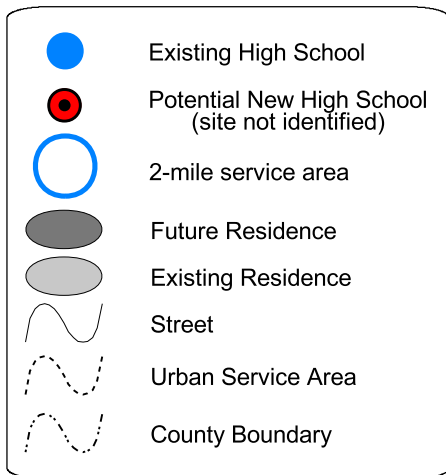 Existing High School
Potential New High School
(site not identified)
2-mile service area
Future Residence
Existing Residence
Street
Urban Service Area
County Boundary